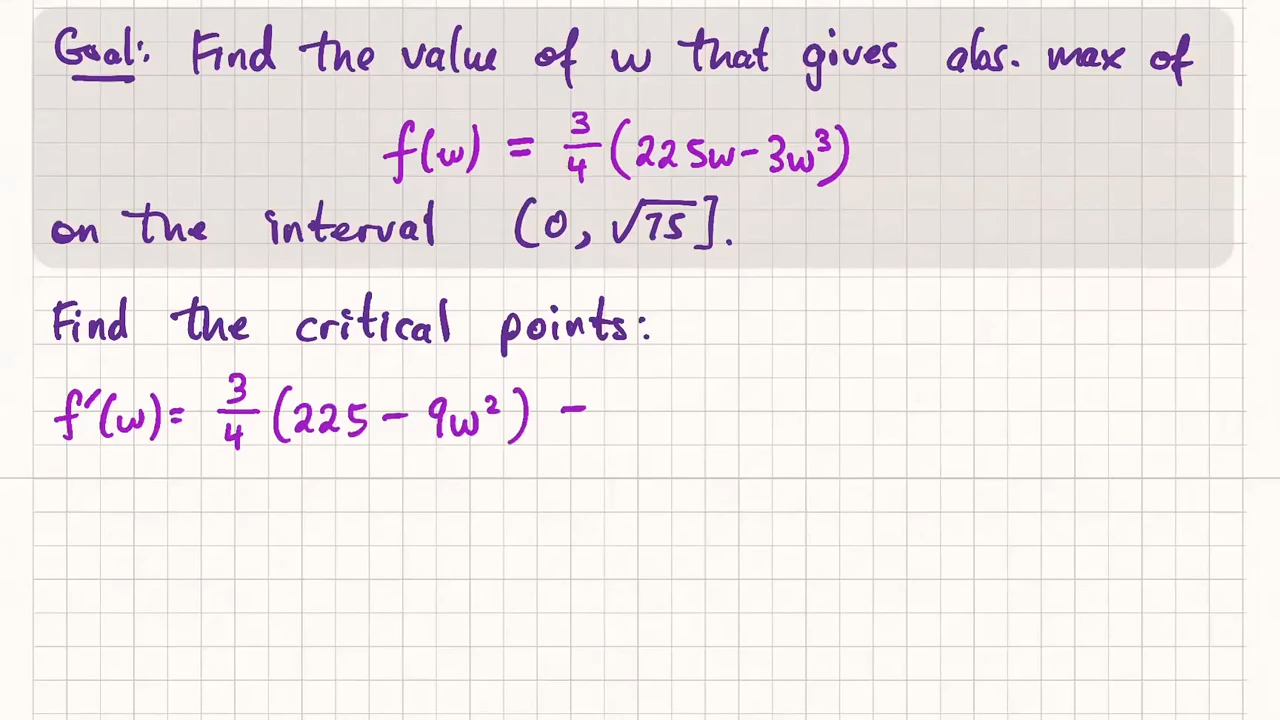 Goal: Find the value of w that gives abs. max of
f(w) = 3/4 (225w - 3w³)
on the interval (0, √75].
Find the critical points:
f'(w) = 3/4 (225 - 9w²) -